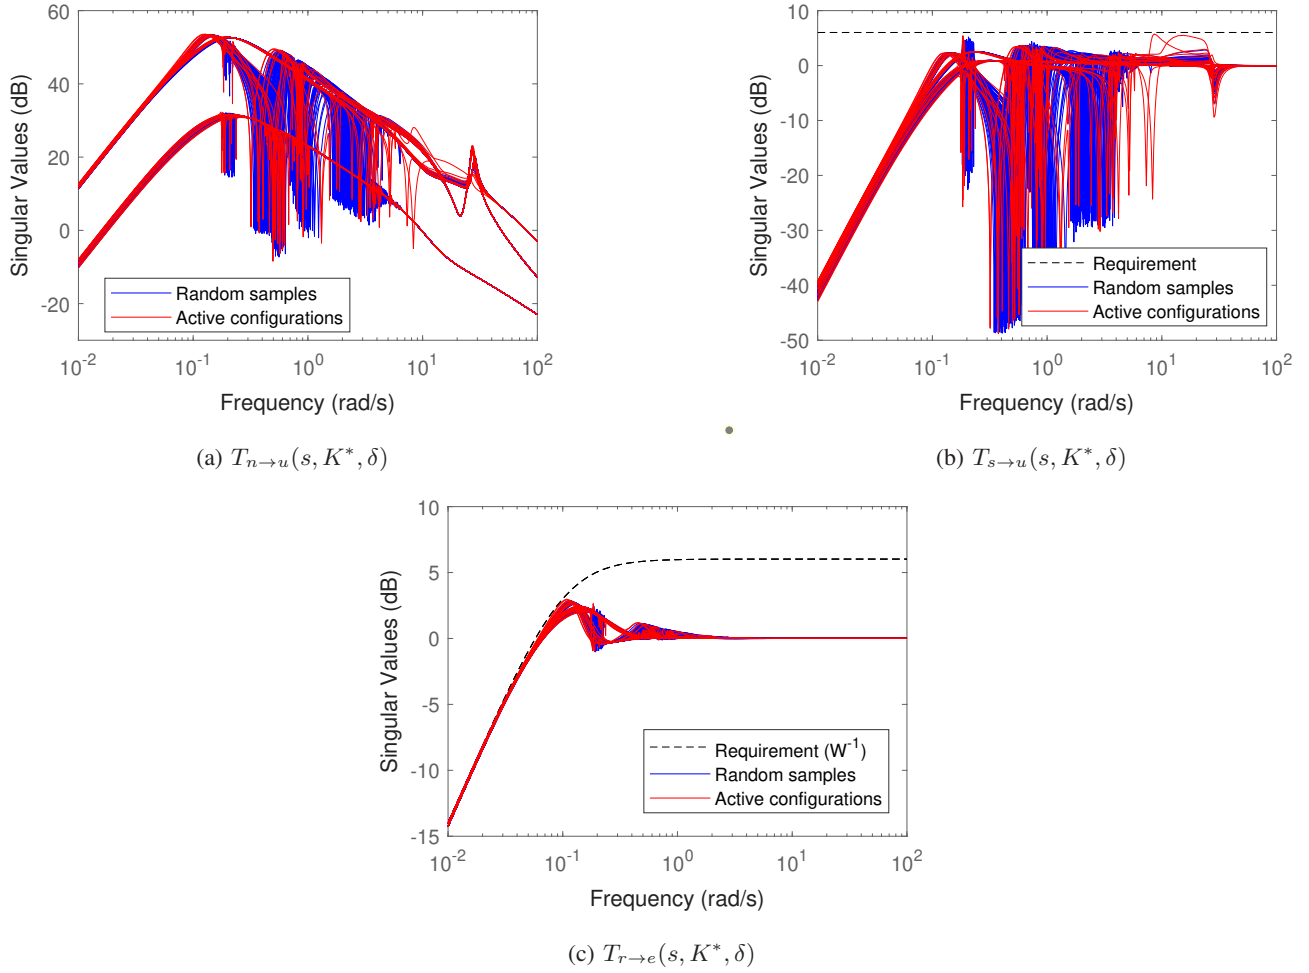 60
40
20
0
-20
Singular Values (dB)
Random samples
Active configurations
10^-2
10^-1
10^0
10^1
10^2
Frequency (rad/s)
(a) T_{n→u}(s, K*, δ)
10
0
-10
-20
-30
-40
-50
Singular Values (dB)
Requirement
Random samples
Active configurations
10^-2
10^-1
10^0
10^1
10^2
Frequency (rad/s)
(b) T_{s→u}(s, K*, δ)
10
5
0
-5
-10
-15
Singular Values (dB)
Requirement (W^-1)
Random samples
Active configurations
10^-2
10^-1
10^0
10^1
10^2
Frequency (rad/s)
(c) T_{r→e}(s, K*, δ)